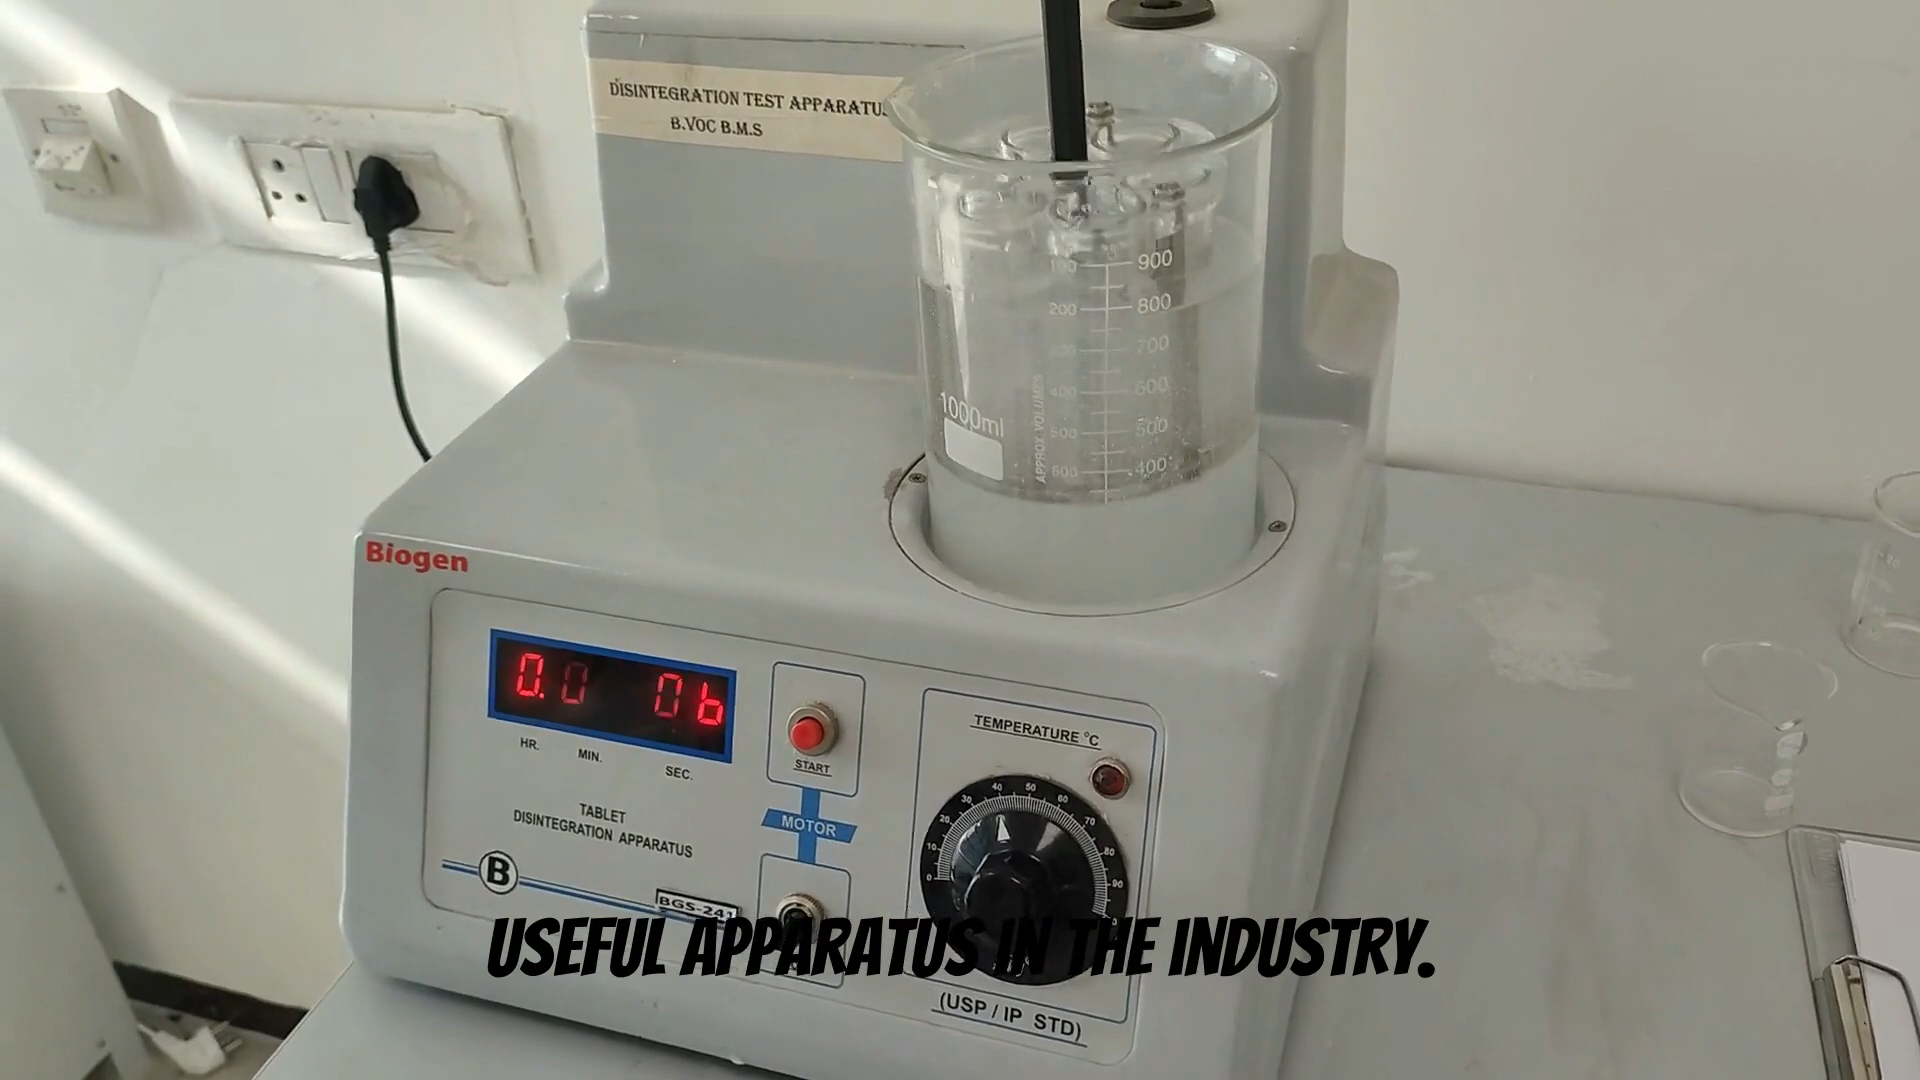 DISINTEGRATION TEST APPARATUS
B.VOC B.M.S
100 900
200 800
300 700
400 600
500 500
600 400
APPROX VOLUMES
1000ml
Biogen
0.0 06
HR. MIN. SEC.
START
TABLET
DISINTEGRATION APPARATUS
MOTOR
B
BGS-241
TEMPERATURE °C
0 10 20 30 40 50 60 70 80 90
(USP / IP STD)
USEFUL APPARATUS IN THE INDUSTRY.